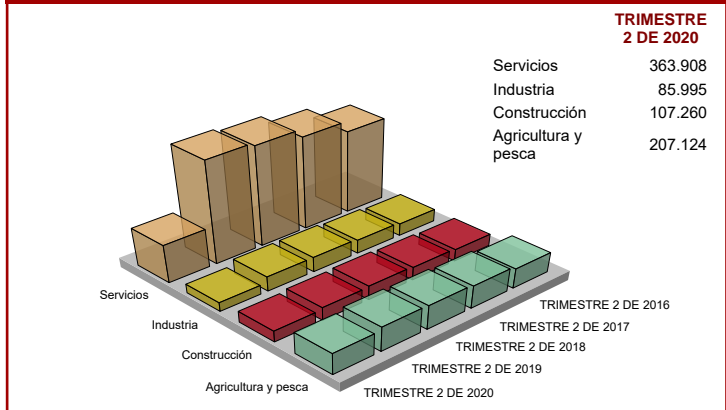 TRIMESTRE
2 DE 2020
Servicios 363.908
Industria 85.995
Construcción 107.260
Agricultura y
pesca 207.124
Servicios
Industria
Construcción
Agricultura y pesca
TRIMESTRE 2 DE 2016
TRIMESTRE 2 DE 2017
TRIMESTRE 2 DE 2018
TRIMESTRE 2 DE 2019
TRIMESTRE 2 DE 2020